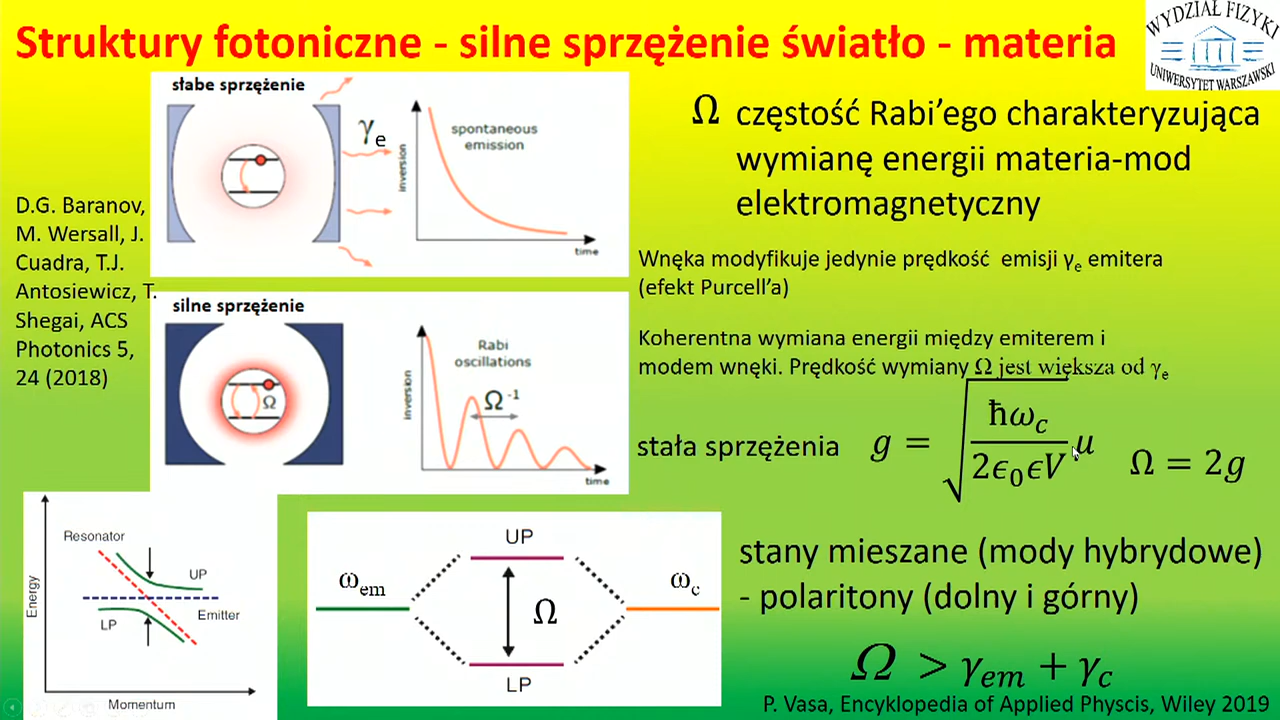 Struktury fotoniczne - silne sprzężenie światło - materia
WYDZIAŁ FIZYKI
UNIWERSYTET WARSZAWSKI
słabe sprzężenie
γe
inversion
spontaneous
emission
time
D.G. Baranov,
M. Wersall, J.
Cuadra, T.J.
Antosiewicz, T.
Shegai, ACS
Photonics 5,
24 (2018)
silne sprzężenie
Ω
inversion
Rabi
oscillations
Ω⁻¹
time
Ω częstość Rabi’ego charakteryzująca
wymianę energii materia-mod
elektromagnetyczny
Wnęka modyfikuje jedynie prędkość emisji γe emitera
(efekt Purcell’a)
Koherentna wymiana energii między emiterem i
modem wnęki. Prędkość wymiany Ω jest większa od γe
stała sprzężenia g = √(ħωc / 2ϵ₀ϵV) μ Ω = 2g
Energy
Resonator
UP
Emitter
LP
Momentum
UP
ωem
ωc
Ω
LP
stany mieszane (mody hybrydowe)
- polaritony (dolny i górny)
Ω > γem + γc
P. Vasa, Encyklopedia of Applied Physcis, Wiley 2019